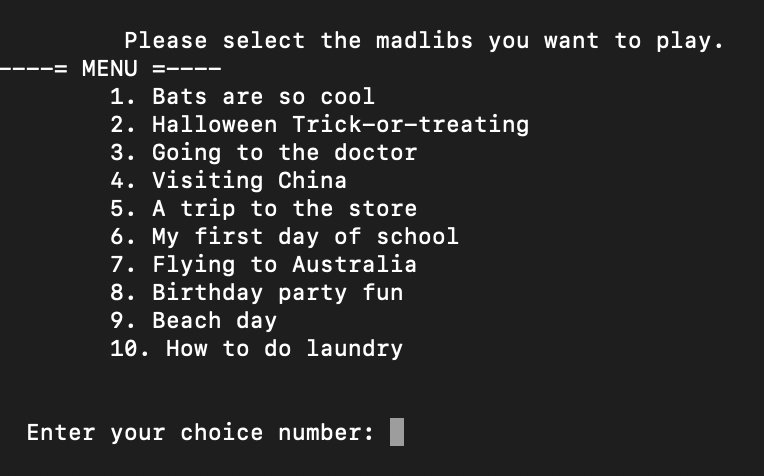 Please select the madlibs you want to play.
----= MENU =----
1. Bats are so cool
2. Halloween Trick-or-treating
3. Going to the doctor
4. Visiting China
5. A trip to the store
6. My first day of school
7. Flying to Australia
8. Birthday party fun
9. Beach day
10. How to do laundry
Enter your choice number: